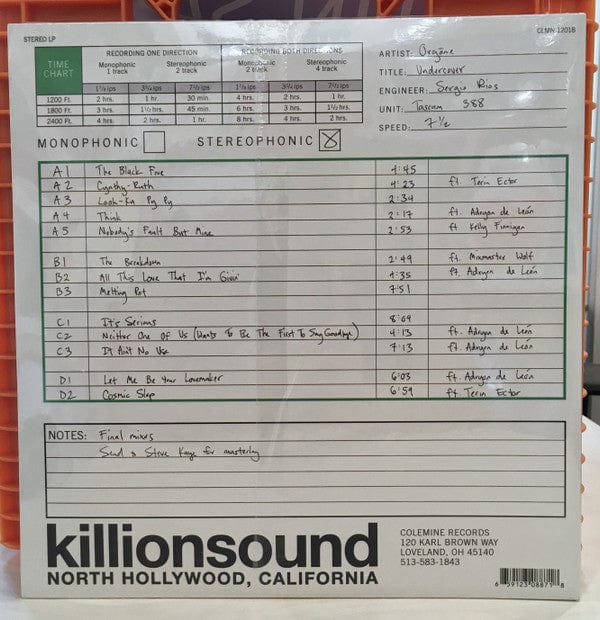 STEREO LP
CLMN-12018
TIME CHART
RECORDING ONE DIRECTION
RECORDING BOTH DIRECTIONS
Monophonic 1 track
Stereophonic 2 track
Monophonic 2 track
Stereophonic 4 track
1⅞ ips 3¾ ips 7½ ips 1⅞ ips 3¾ ips 7½ ips
1200 Ft. 2 hrs. 1 hr. 30 min. 4 hrs. 2 hrs. 1 hr.
1800 Ft. 3 hrs. 1½ hrs. 45 min. 6 hrs. 3 hrs. 1½ hrs.
2400 Ft. 4 hrs. 2 hrs. 1 hr. 8 hrs. 4 hrs. 2 hrs.
ARTIST: Orgōne
TITLE: Undercover
ENGINEER: Sergio Rios
UNIT: Tascam 388
SPEED: 7½
MONOPHONIC STEREOPHONIC
A1 The Black Five 4:45
A2 Cynthy-Ruth 4:23 ft. Terin Ector
A3 Look-Ka Py Py 2:34
A4 Think 2:17 ft. Adryon de León
A5 Nobody's Fault But Mine 2:53 ft Kelly Finnigan
B1 The Breakdown 2:49 ft. Mixmaster Wolf
B2 All This Love That I'm Givin' 4:35 ft. Adryon de León
B3 Melting Pot 7:51
C1 It's Serious 8:09
C2 Neither One of Us (Wants To Be The First To Say Goodbye) 4:13 ft. Adryon de León
C3 It Ain't No Use 7:13 ft. Adryon de León
D1 Let Me Be Your Lovemaker 6:03 ft. Adryon de León
D2 Cosmic Slop 6:59 ft. Terin Ector
NOTES: Final mixes
Send to Steve Kaye for mastering
killionsound
NORTH HOLLYWOOD, CALIFORNIA
COLEMINE RECORDS
120 KARL BROWN WAY
LOVELAND, OH 45140
513-583-1843
6 59123 08871 8